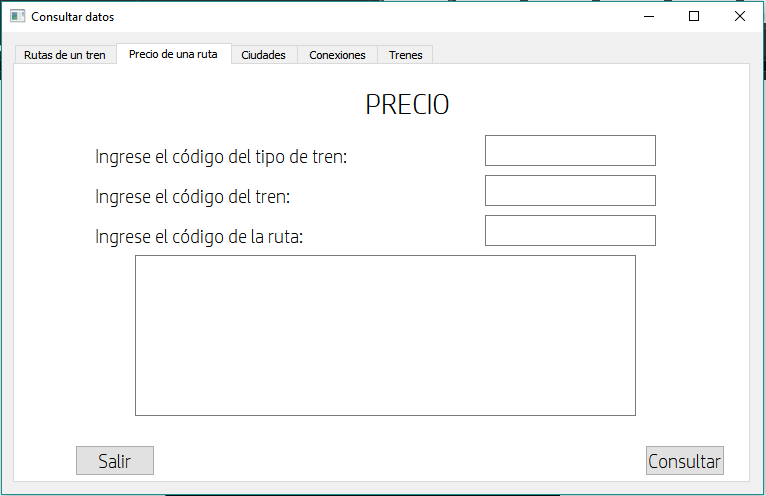 Consultar datos
Rutas de un tren Precio de una ruta Ciudades Conexiones Trenes
PRECIO
Ingrese el código del tipo de tren:
Ingrese el código del tren:
Ingrese el código de la ruta:
Salir Consultar